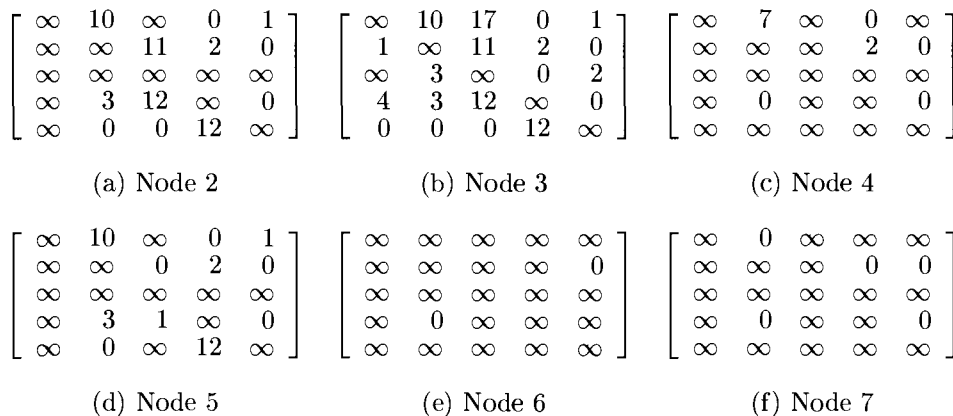 ∞ 10 ∞ 0 1 ∞ 10 17 0 1 ∞ 7 ∞ 0 ∞
∞ ∞ 11 2 0 1 ∞ 11 2 0 ∞ ∞ ∞ 2 0
∞ ∞ ∞ ∞ ∞ ∞ 3 ∞ 0 2 ∞ ∞ ∞ ∞ ∞
∞ 3 12 ∞ 0 4 3 12 ∞ 0 ∞ 0 ∞ ∞ 0
∞ 0 0 12 ∞ 0 0 0 12 ∞ ∞ ∞ ∞ ∞ ∞
(a) Node 2 (b) Node 3 (c) Node 4
∞ 10 ∞ 0 1 ∞ ∞ ∞ ∞ ∞ ∞ 0 ∞ ∞ ∞
∞ ∞ 0 2 0 ∞ ∞ ∞ ∞ 0 ∞ ∞ ∞ 0 0
∞ ∞ ∞ ∞ ∞ ∞ ∞ ∞ ∞ ∞ ∞ ∞ ∞ ∞ ∞
∞ 3 1 ∞ 0 ∞ 0 ∞ ∞ ∞ ∞ 0 ∞ ∞ 0
∞ 0 ∞ 12 ∞ ∞ ∞ ∞ ∞ ∞ ∞ ∞ ∞ ∞ ∞
(d) Node 5 (e) Node 6 (f) Node 7